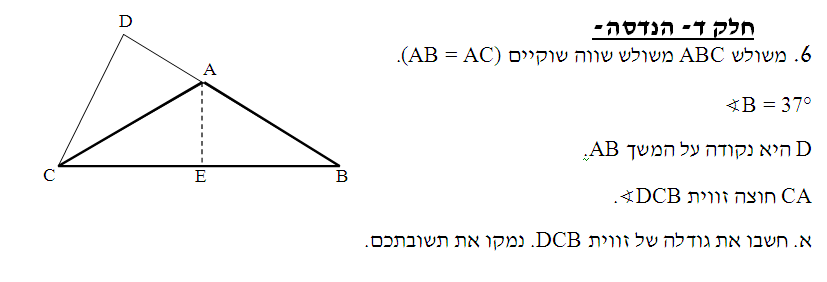 חלק ד- הנדסה-
6. משולש ABC משולש שווה שוקיים (AB = AC).
∢B = 37°
D היא נקודה על המשך AB.
CA חוצה זווית DCB∢.
א. חשבו את גודלה של זווית DCB. נמקו את תשובתכם.
D
A
C
E
B